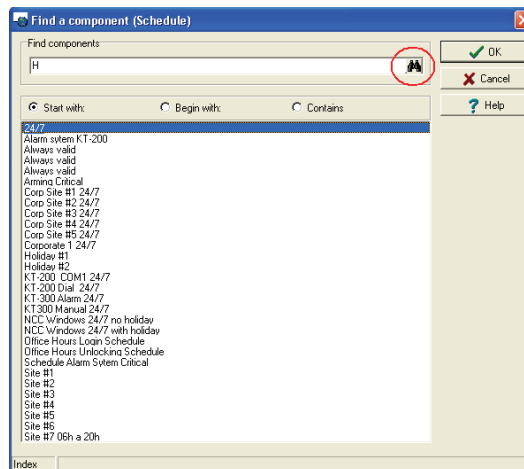 Find a component (Schedule)
Find components
H
OK
Cancel
Help
Start with:
Begin with:
Contains
24/7
Alarm sytem KT-200
Always valid
Always valid
Always valid
Arming Critical
Corp Site #1 24/7
Corp Site #2 24/7
Corp Site #3 24/7
Corp Site #4 24/7
Corp Site #5 24/7
Corporate 1 24/7
Holiday #1
Holiday #2
KT-200 COM1 24/7
KT-200 Dial 24/7
KT-300 Alarm 24/7
KT300 Manual 24/7
NCC Windows 24/7 no holiday
NCC Windows 24/7 with holiday
Office Hours Login Schedule
Office Hours Unlocking Schedule
Schedule Alarm Sytem Critical
Site #1
Site #2
Site #3
Site #4
Site #5
Site #6
Site #7 06h a 20h
Index